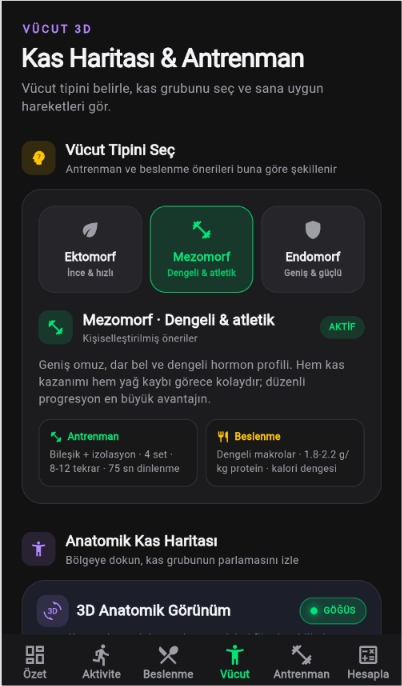 VÜCUT 3D
Kas Haritası & Antrenman
Vücut tipini belirle, kas grubunu seç ve sana uygun
hareketleri gör.
Vücut Tipini Seç
Antrenman ve beslenme önerileri buna göre şekillenir
Ektomorf
İnce & hızlı
Mezomorf
Dengeli & atletik
Endomorf
Geniş & güçlü
Mezomorf · Dengeli & atletik
Kişiselleştirilmiş öneriler
AKTİF
Geniş omuz, dar bel ve dengeli hormon profili. Hem kas
kazanımı hem yağ kaybı görece kolaydır; düzenli
progresyon en büyük avantajın.
Antrenman
Bileşik + izolasyon · 4 set ·
8-12 tekrar · 75 sn dinlenme
Beslenme
Dengeli makrolar · 1.8-2.2 g/
kg protein · kalori dengesi
Anatomik Kas Haritası
Bölgeye dokun, kas grubunun parlamasını izle
3D
3D Anatomik Görünüm
GÖĞÜS
Özet
Aktivite
Beslenme
Vücut
Antrenman
Hesapla